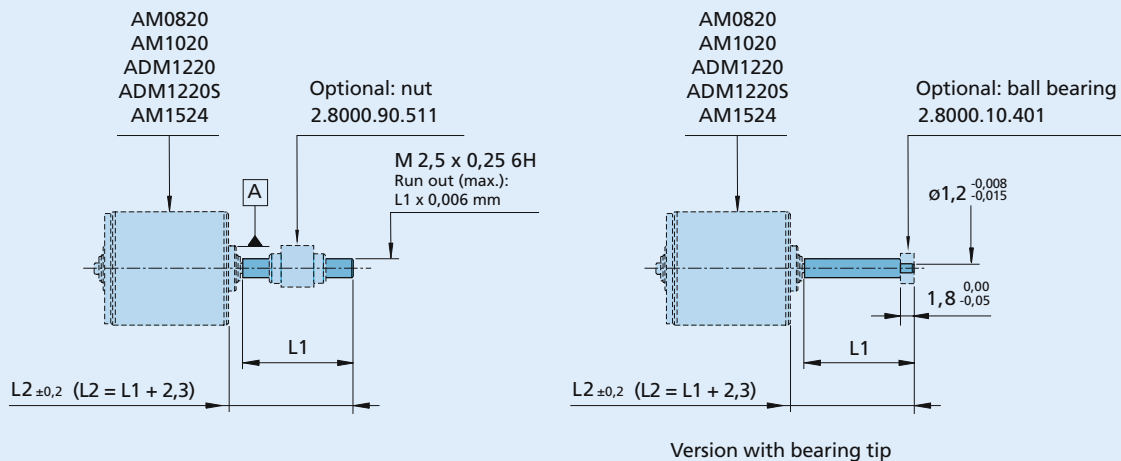 AM0820
AM1020
ADM1220
ADM1220S
AM1524
Optional: nut
2.8000.90.511
M 2,5 x 0,25 6H
Run out (max.):
L1 x 0,006 mm
A
L1
L2 ±0,2 (L2 = L1 + 2,3)
AM0820
AM1020
ADM1220
ADM1220S
AM1524
Optional: ball bearing
2.8000.10.401
ø1,2 -0,008 -0,015
1,8 0,00 -0,05
L1
L2 ±0,2 (L2 = L1 + 2,3)
Version with bearing tip